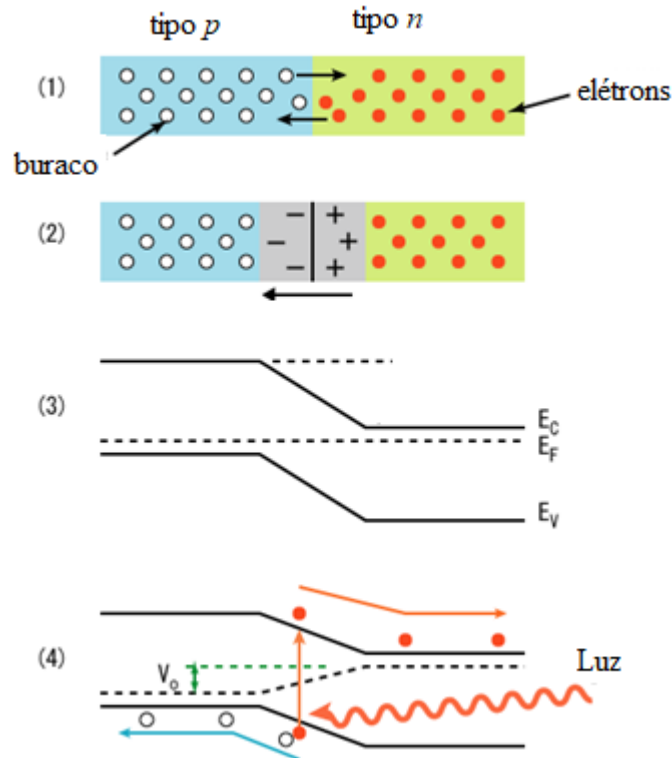 tipo p
tipo n
(1)
elétrons
buraco
(2)
− +
− +
− +
(3)
E_C
E_F
E_V
(4)
V_o
Luz